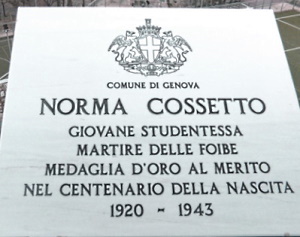 COMUNE DI GENOVA
NORMA COSSETTO
GIOVANE STUDENTESSA
MARTIRE DELLE FOIBE
MEDAGLIA D'ORO AL MERITO
NEL CENTENARIO DELLA NASCITA
1920 - 1943